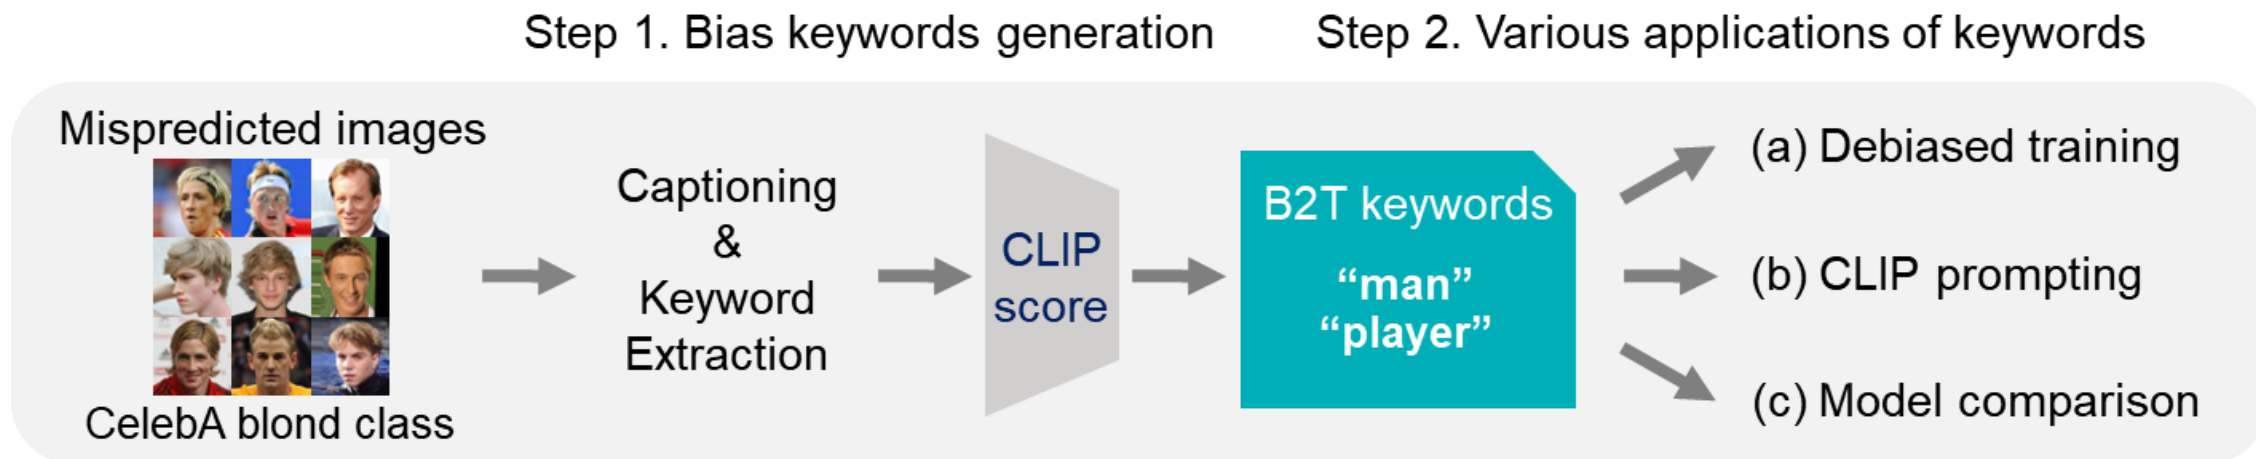 Step 1. Bias keywords generation
Step 2. Various applications of keywords
Mispredicted images
CelebA blond class
Captioning
&
Keyword
Extraction
CLIP
score
B2T keywords
“man”
“player”
(a) Debiased training
(b) CLIP prompting
(c) Model comparison